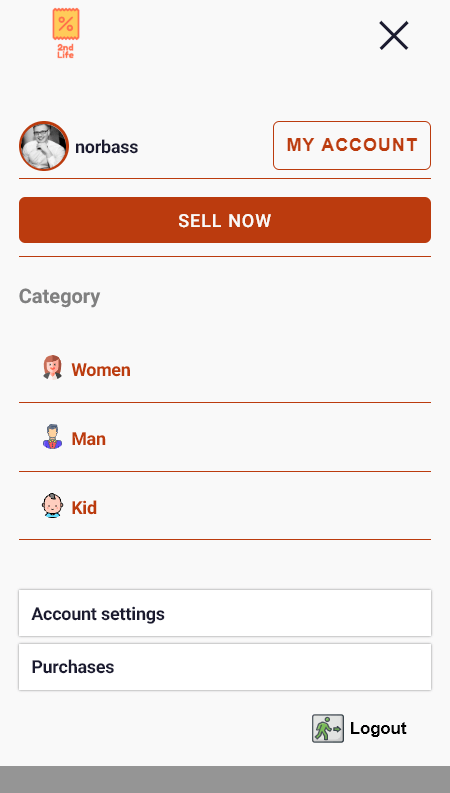 2nd
Life
norbass
MY ACCOUNT
SELL NOW
Category
Women
Man
Kid
Account settings
Purchases
Logout